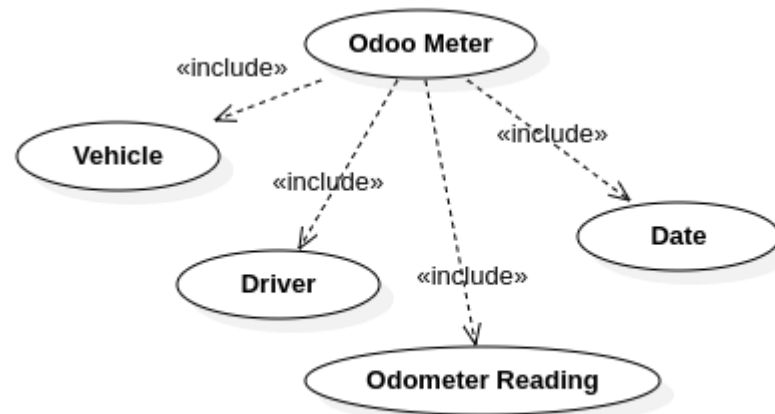 Odoo Meter
«include»
«include»
Vehicle
«include»
Date
«include»
Driver
Odometer Reading